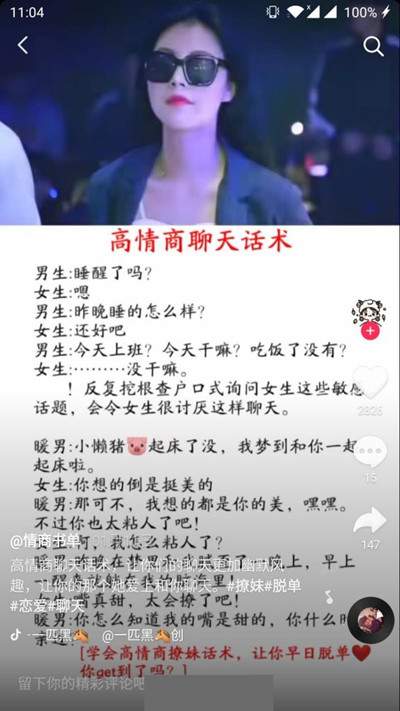 11:04
100%
高情商聊天话术
男生:睡醒了吗?
女生:嗯
男生:昨晚睡的怎么样?
女生:还好吧
男生:今天上班? 今天干嘛? 吃饭了没有?
女生:………没干嘛。
! 反复挖根查户口式询问女生这些敏感
话题, 会令女生很讨厌这样聊天。
暖男:小懒猪🐷起床了没, 我梦到和你一起
起床啦。
女生:你想的倒是挺美的
暖男:那可不, 我想的都是你的美, 嘿嘿。
不过你也太粘人了吧!
我怎么粘人了?
2826
15
147
@情商书单
高情商聊天话术, 让你们的聊天更加幽默风
趣, 让你的那个她爱上和你聊天。#撩妹#脱单
#恋爱#聊天
嘴真甜, 太会撩了吧!
你怎么知道我的嘴是甜的, 你什么时
[学会高情商撩妹话术, 让你早日脱单❤
你get到了吗? ]
一匹黑🐴 @一匹黑🐴创
留下你的精彩评论吧